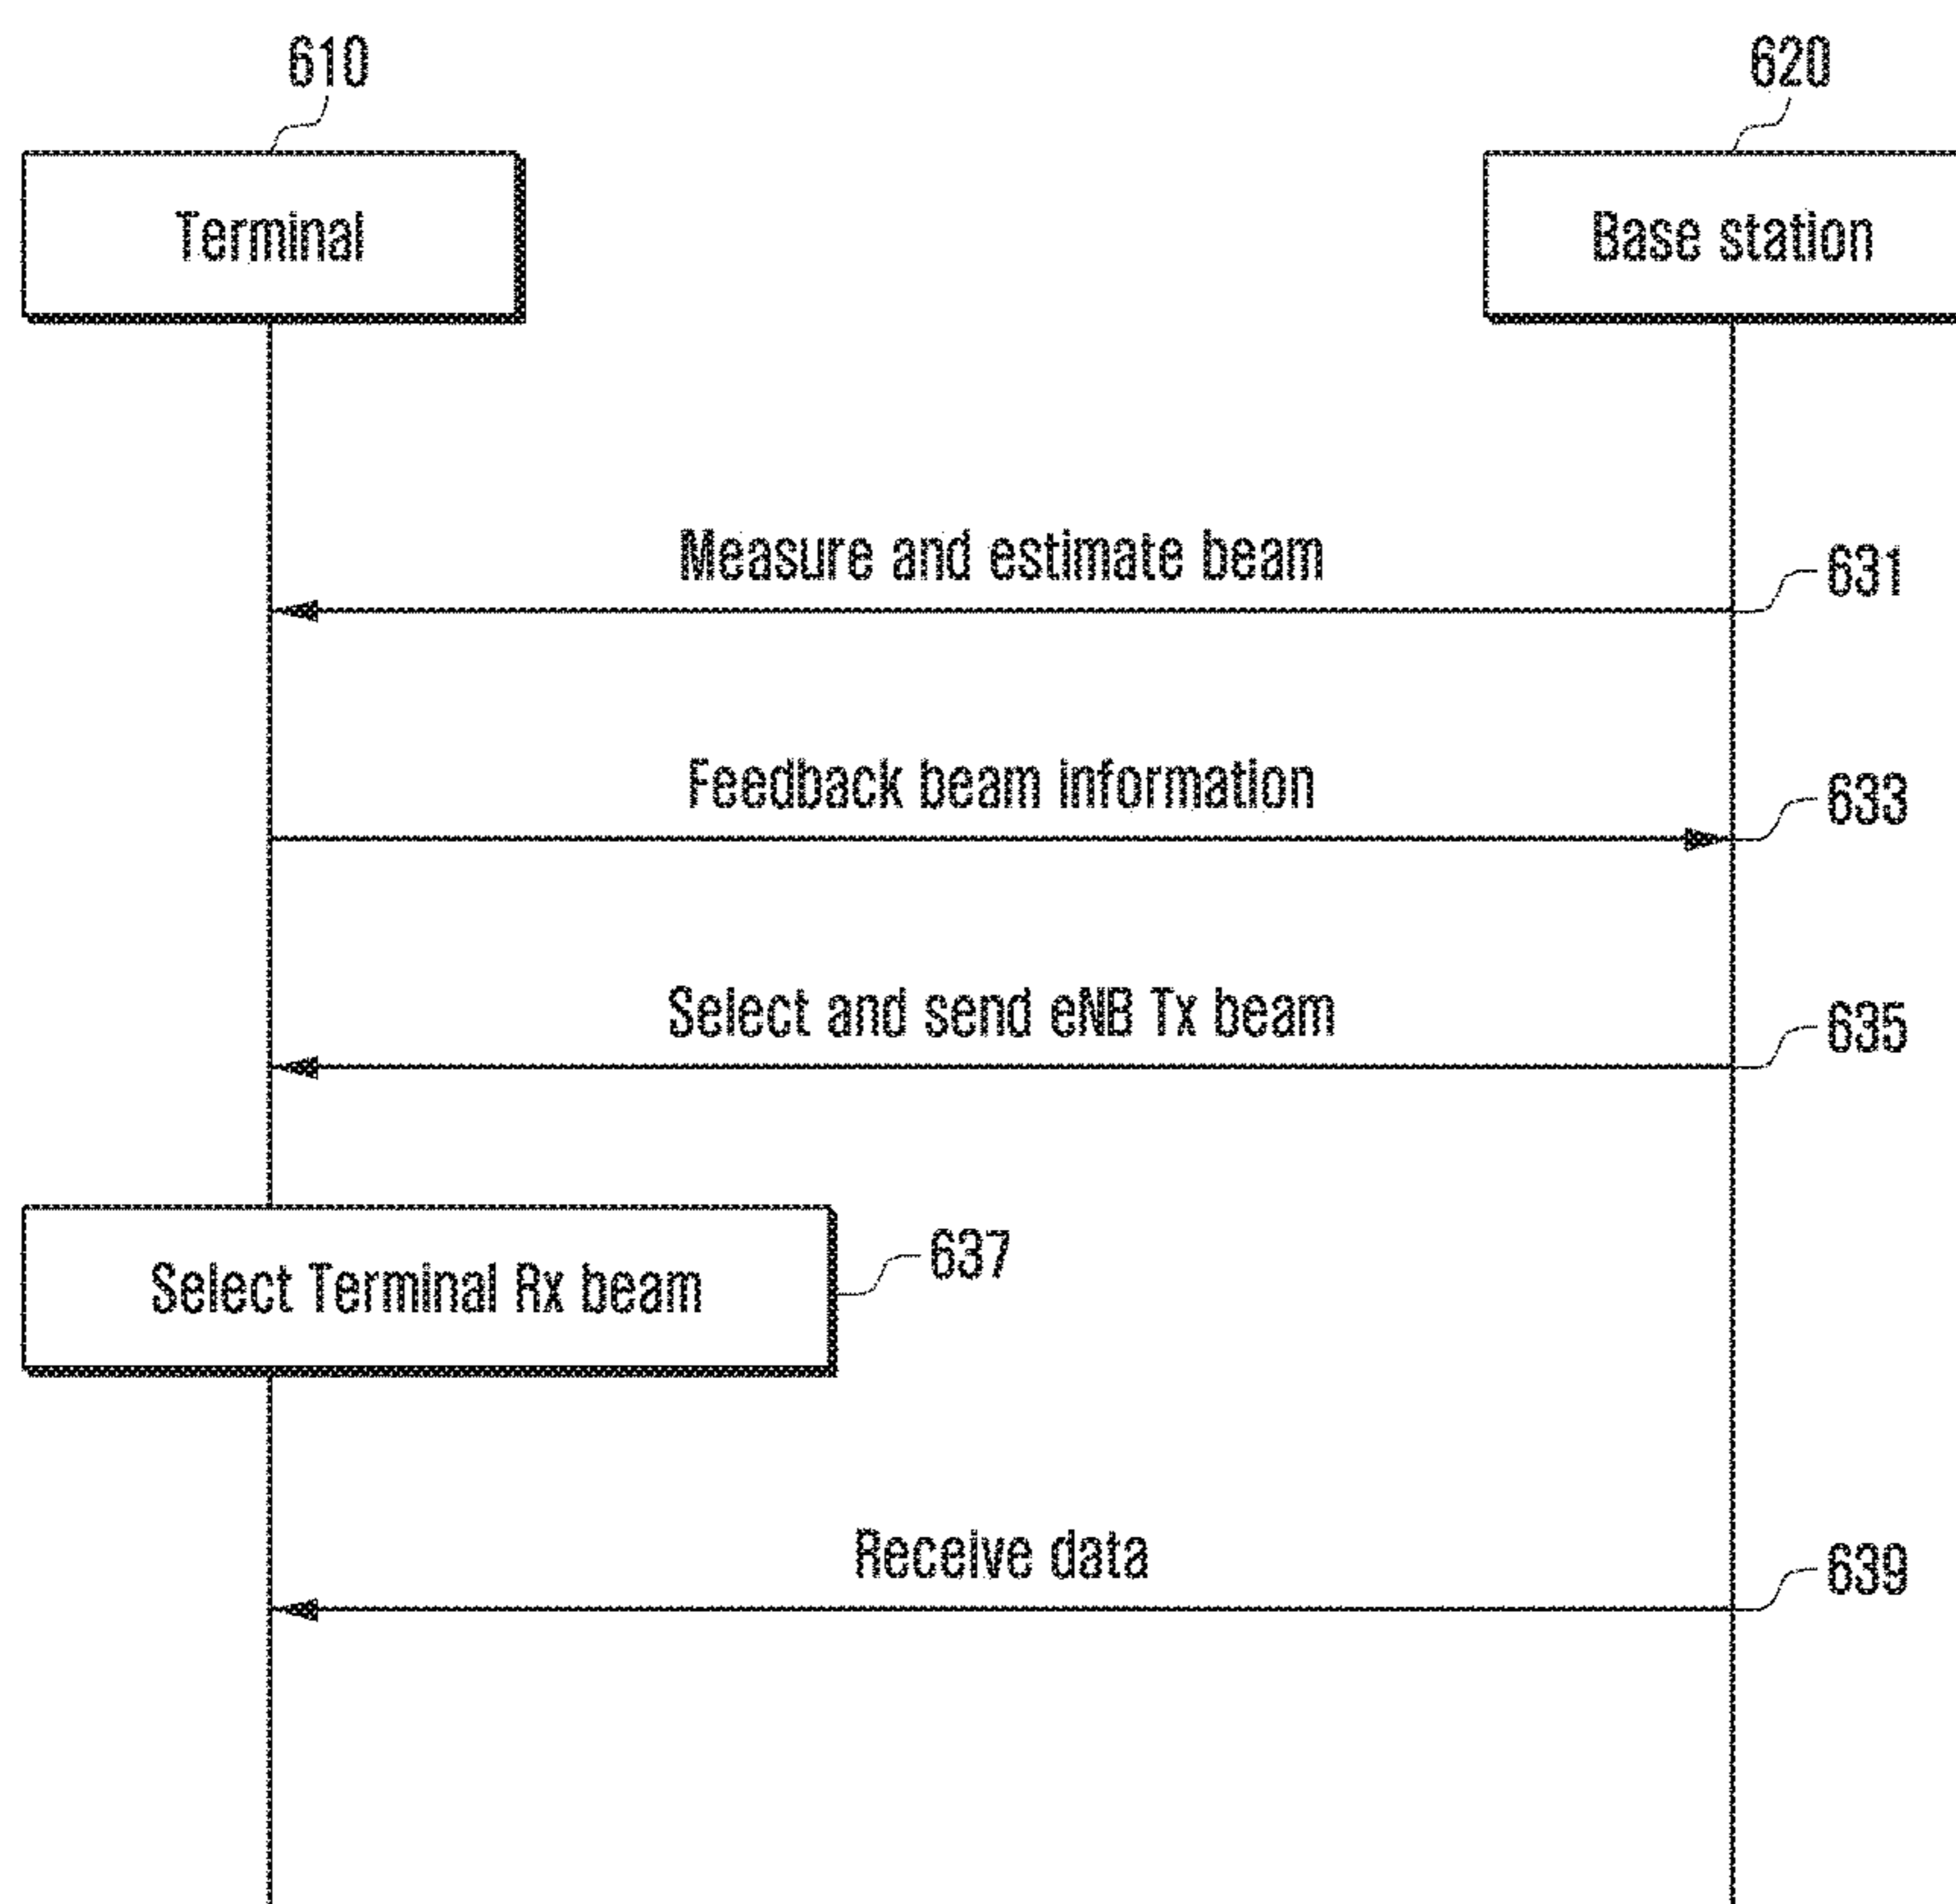 610
620
Terminal
Base station
Measure and estimate beam
631
Feedback beam information
633
Select and send eNB Tx beam
635
Select Terminal Rx beam
637
Receive data
639